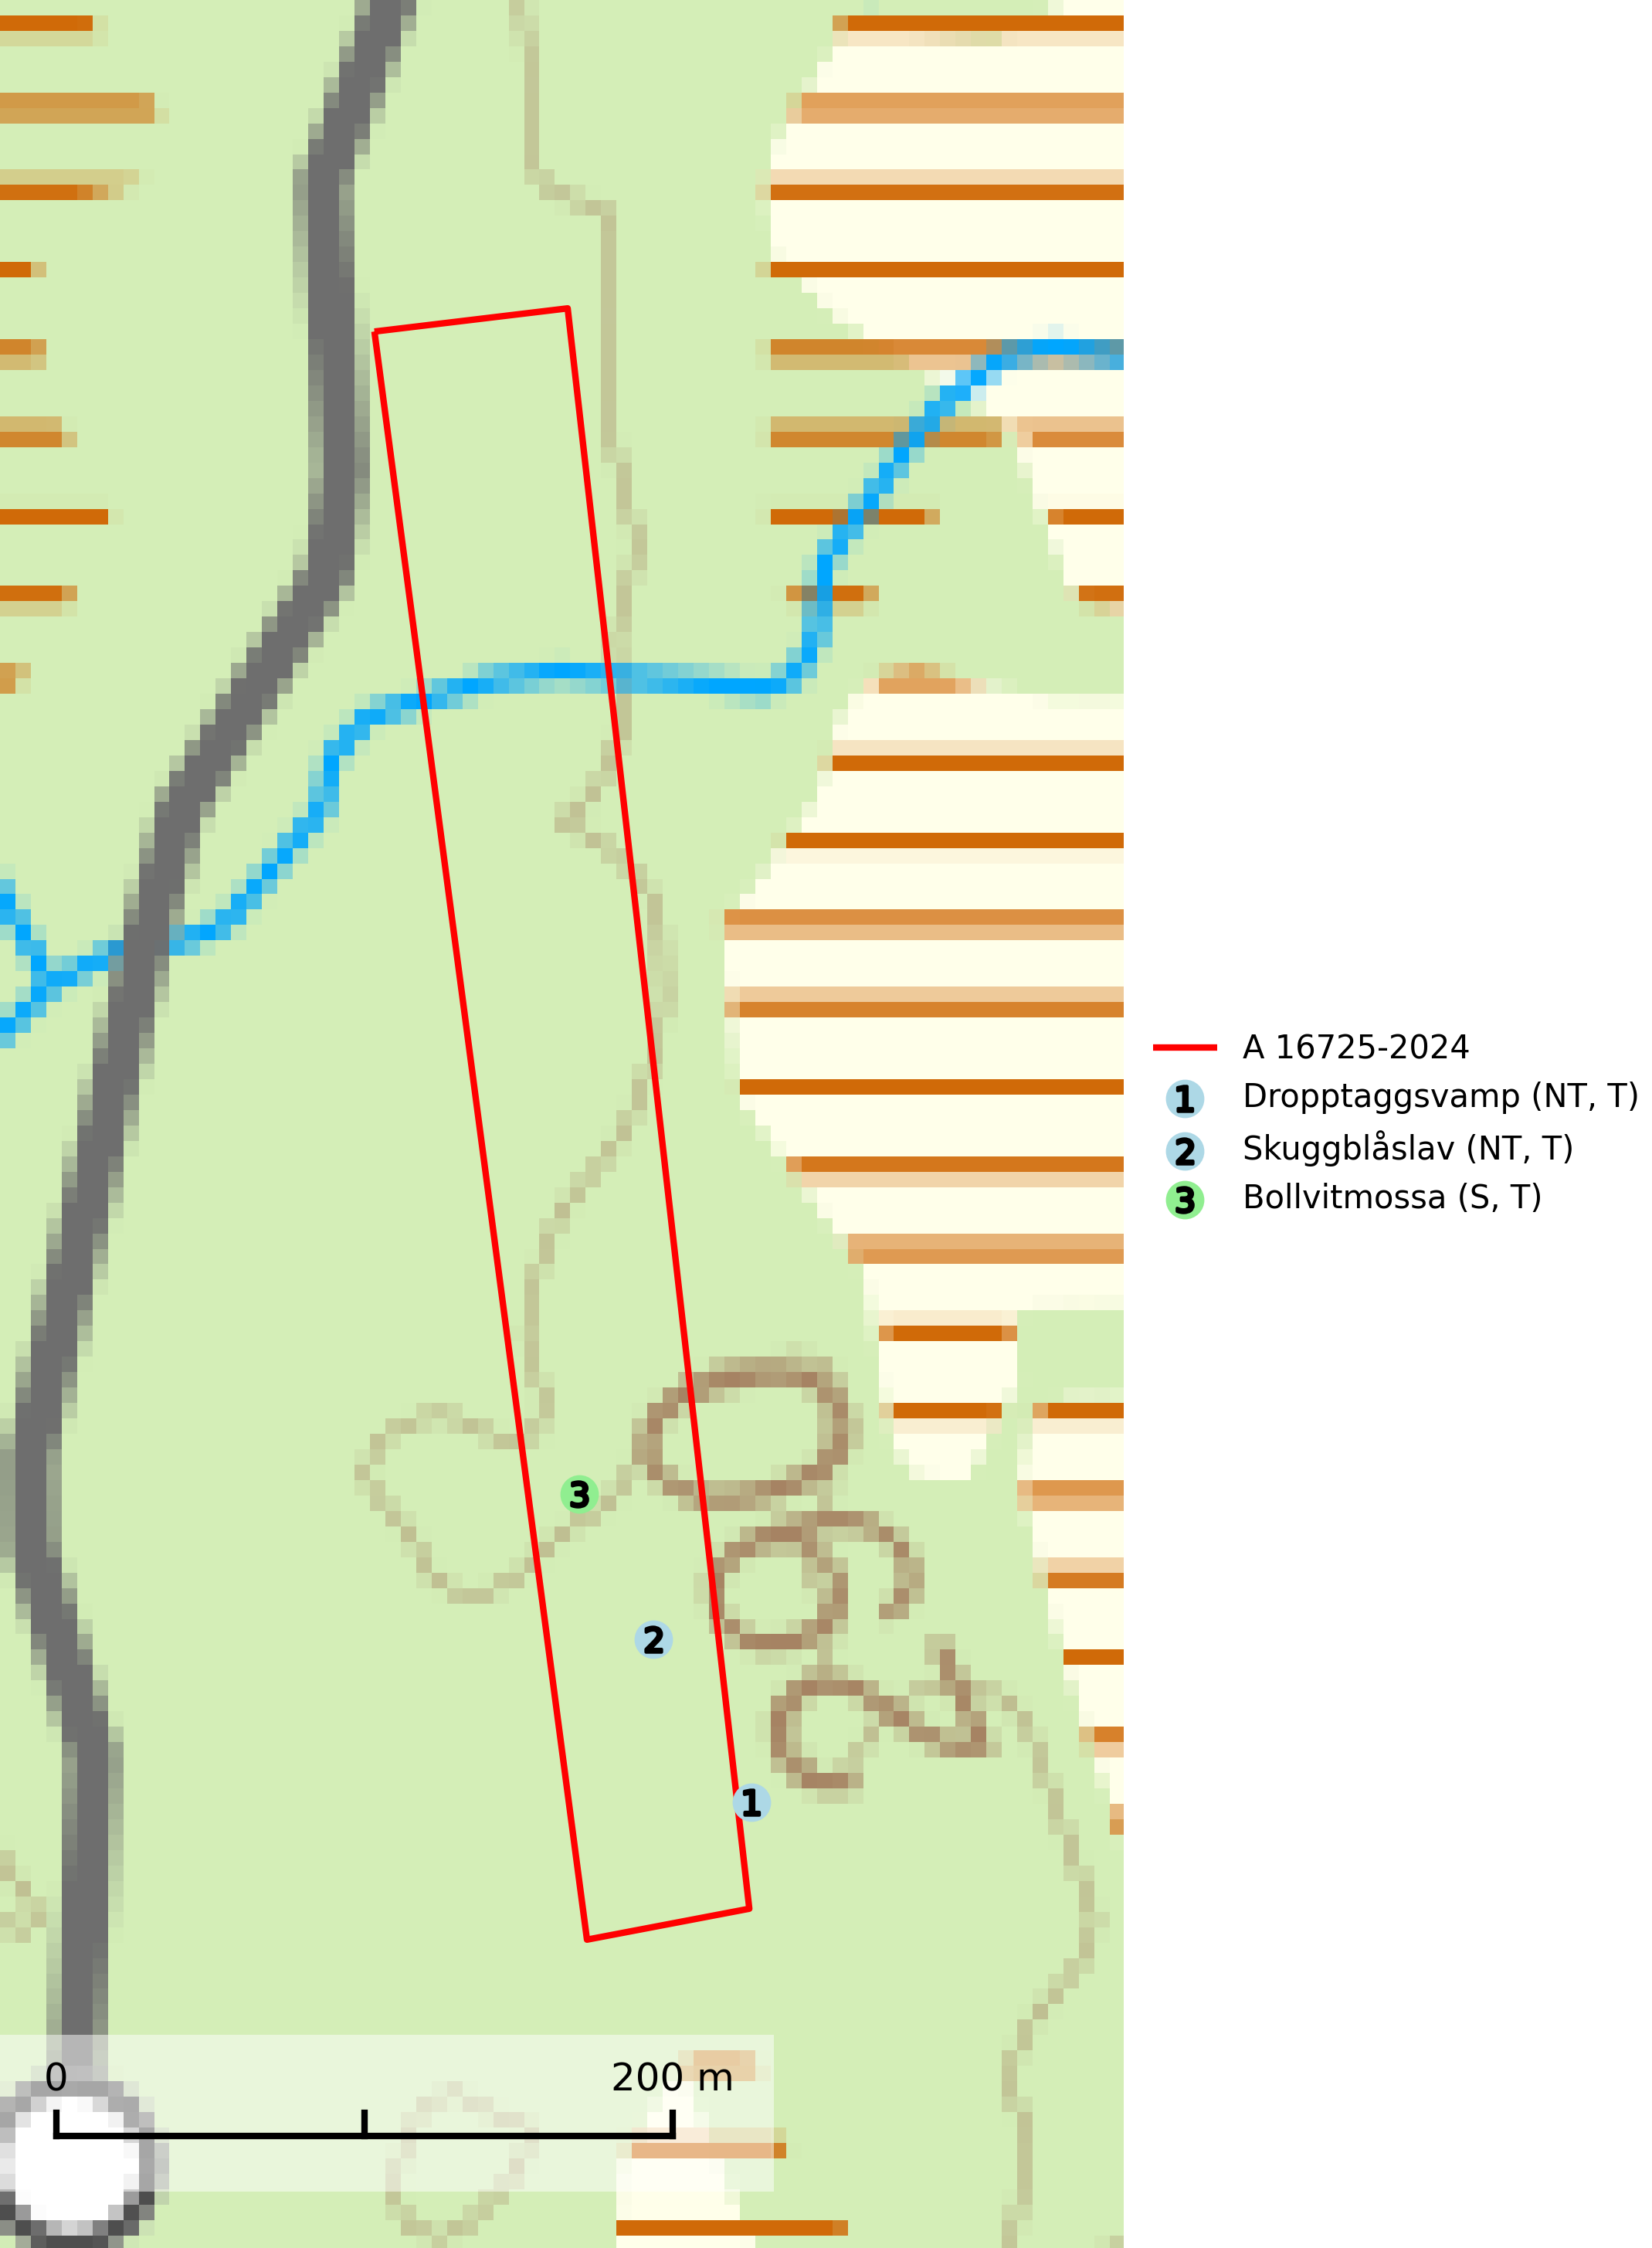 A 16725-2024
1 Dropptaggsvamp (NT, T)
2 Skuggblåslav (NT, T)
3 Bollvitmossa (S, T)
3
2
1
0 200 m